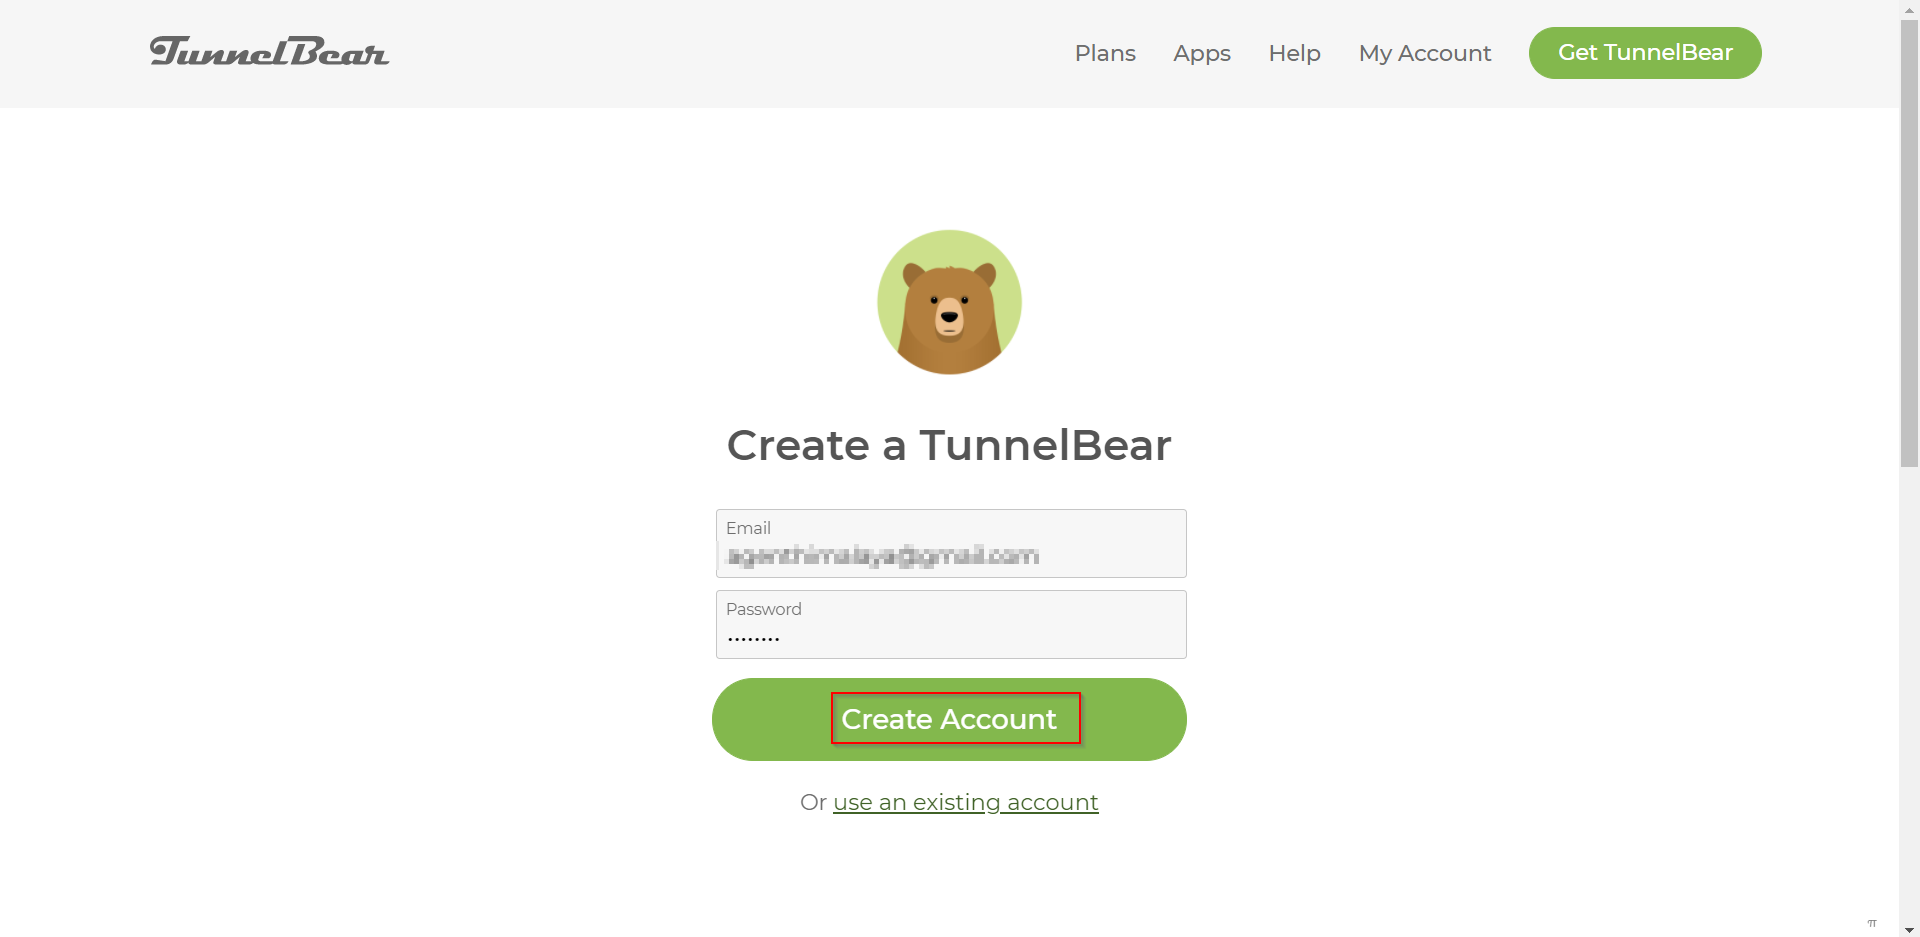 TunnelBear
Plans Apps Help My Account Get TunnelBear
Create a TunnelBear
Email
Password
Create Account
Or use an existing account
π